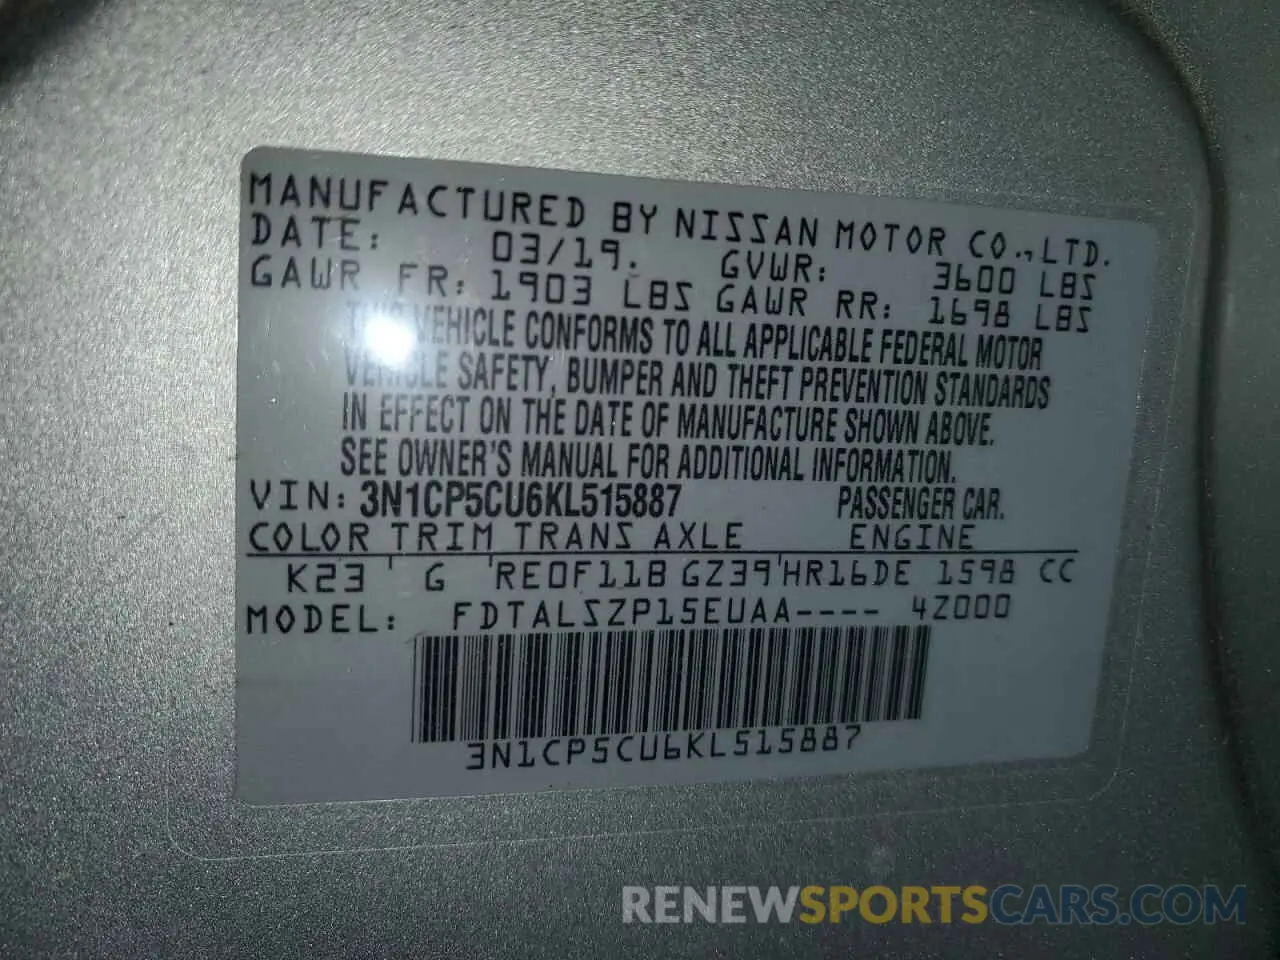 MANUFACTURED BY NISSAN MOTOR CO., LTD.
DATE: 03/19. GVWR: 3600 LBS
GAWR FR: 1903 LBS GAWR RR: 1698 LBS
THIS VEHICLE CONFORMS TO ALL APPLICABLE FEDERAL MOTOR
VEHICLE SAFETY, BUMPER AND THEFT PREVENTION STANDARDS
IN EFFECT ON THE DATE OF MANUFACTURE SHOWN ABOVE.
SEE OWNER'S MANUAL FOR ADDITIONAL INFORMATION.
VIN: 3N1CP5CU6KL515887 PASSENGER CAR.
COLOR TRIM TRANS AXLE ENGINE
K23 ' G 'RE0F11B GZ39'HR16DE 1598 CC
MODEL: FDTALSZP15EUAA---- 4Z000
3N1CP5CU6KL515887
RENEWSPORTSCARS.COM